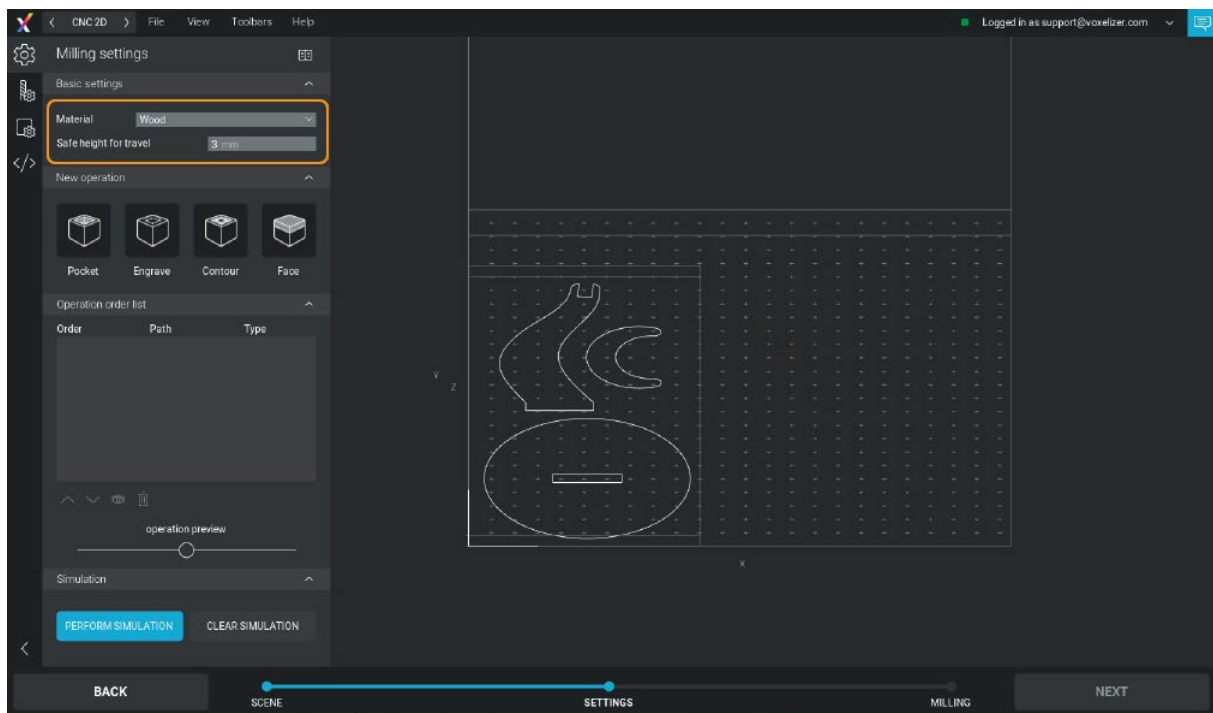 CNC 2D File View Toolbars Help Logged in as support@voxelizer.com
Milling settings
Basic settings
Material Wood
Safe height for travel 3 mm
New operation
Pocket Engrave Contour Face
Operation order list
Order Path Type
operation preview
Simulation
PERFORM SIMULATION CLEAR SIMULATION
Y
Z
X
BACK SCENE SETTINGS MILLING NEXT